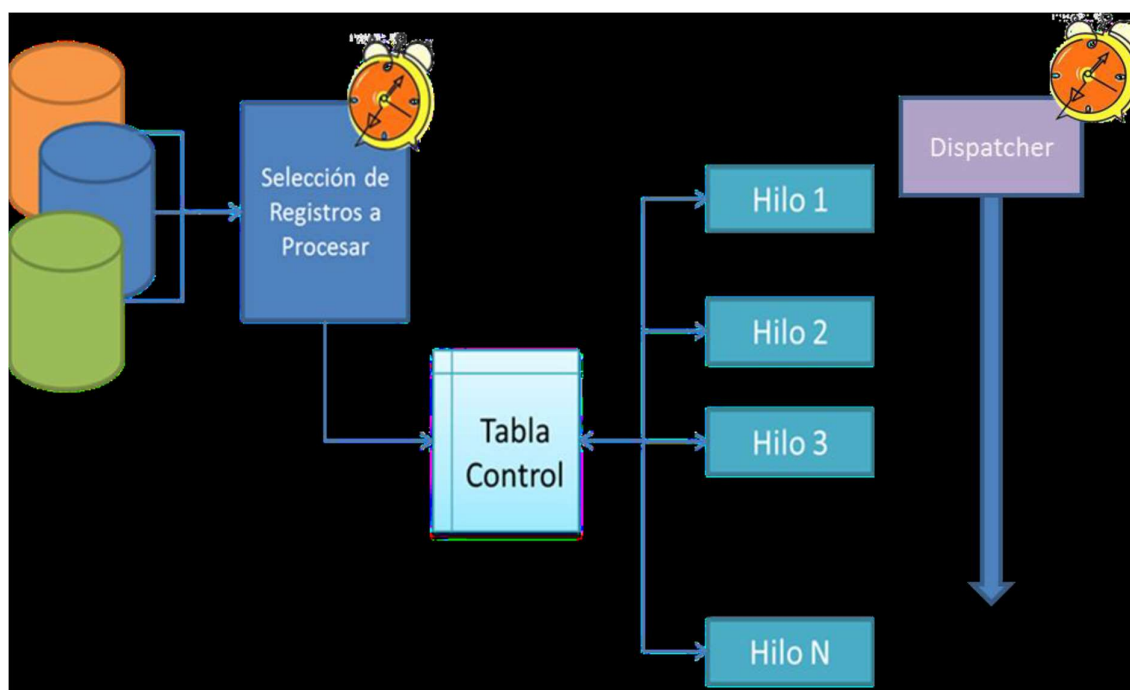 Selección de
Registros a
Procesar
Tabla
Control
Hilo 1
Hilo 2
Hilo 3
Hilo N
Dispatcher